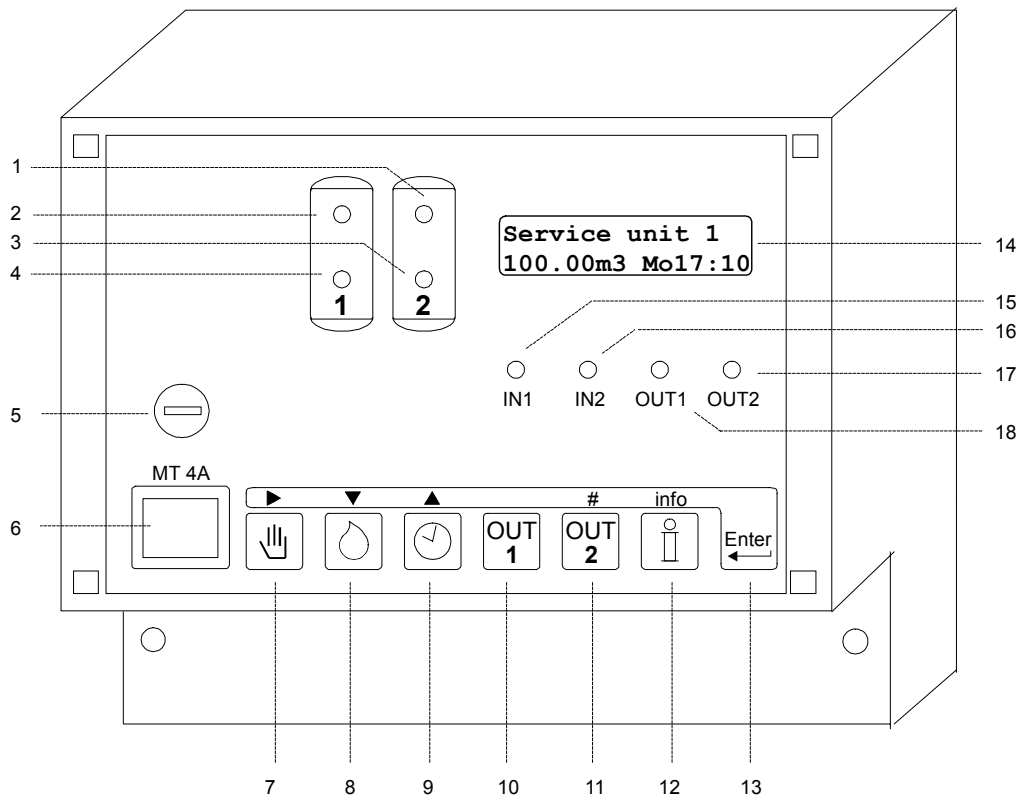 1
2
3
4
1
2
Service unit 1
100.00m3 Mo17:10
14
15
16
17
18
IN1
IN2
OUT1
OUT2
5
MT 4A
6
▶
▼
▲
#
info
OUT
1
OUT
2
Enter
7
8
9
10
11
12
13